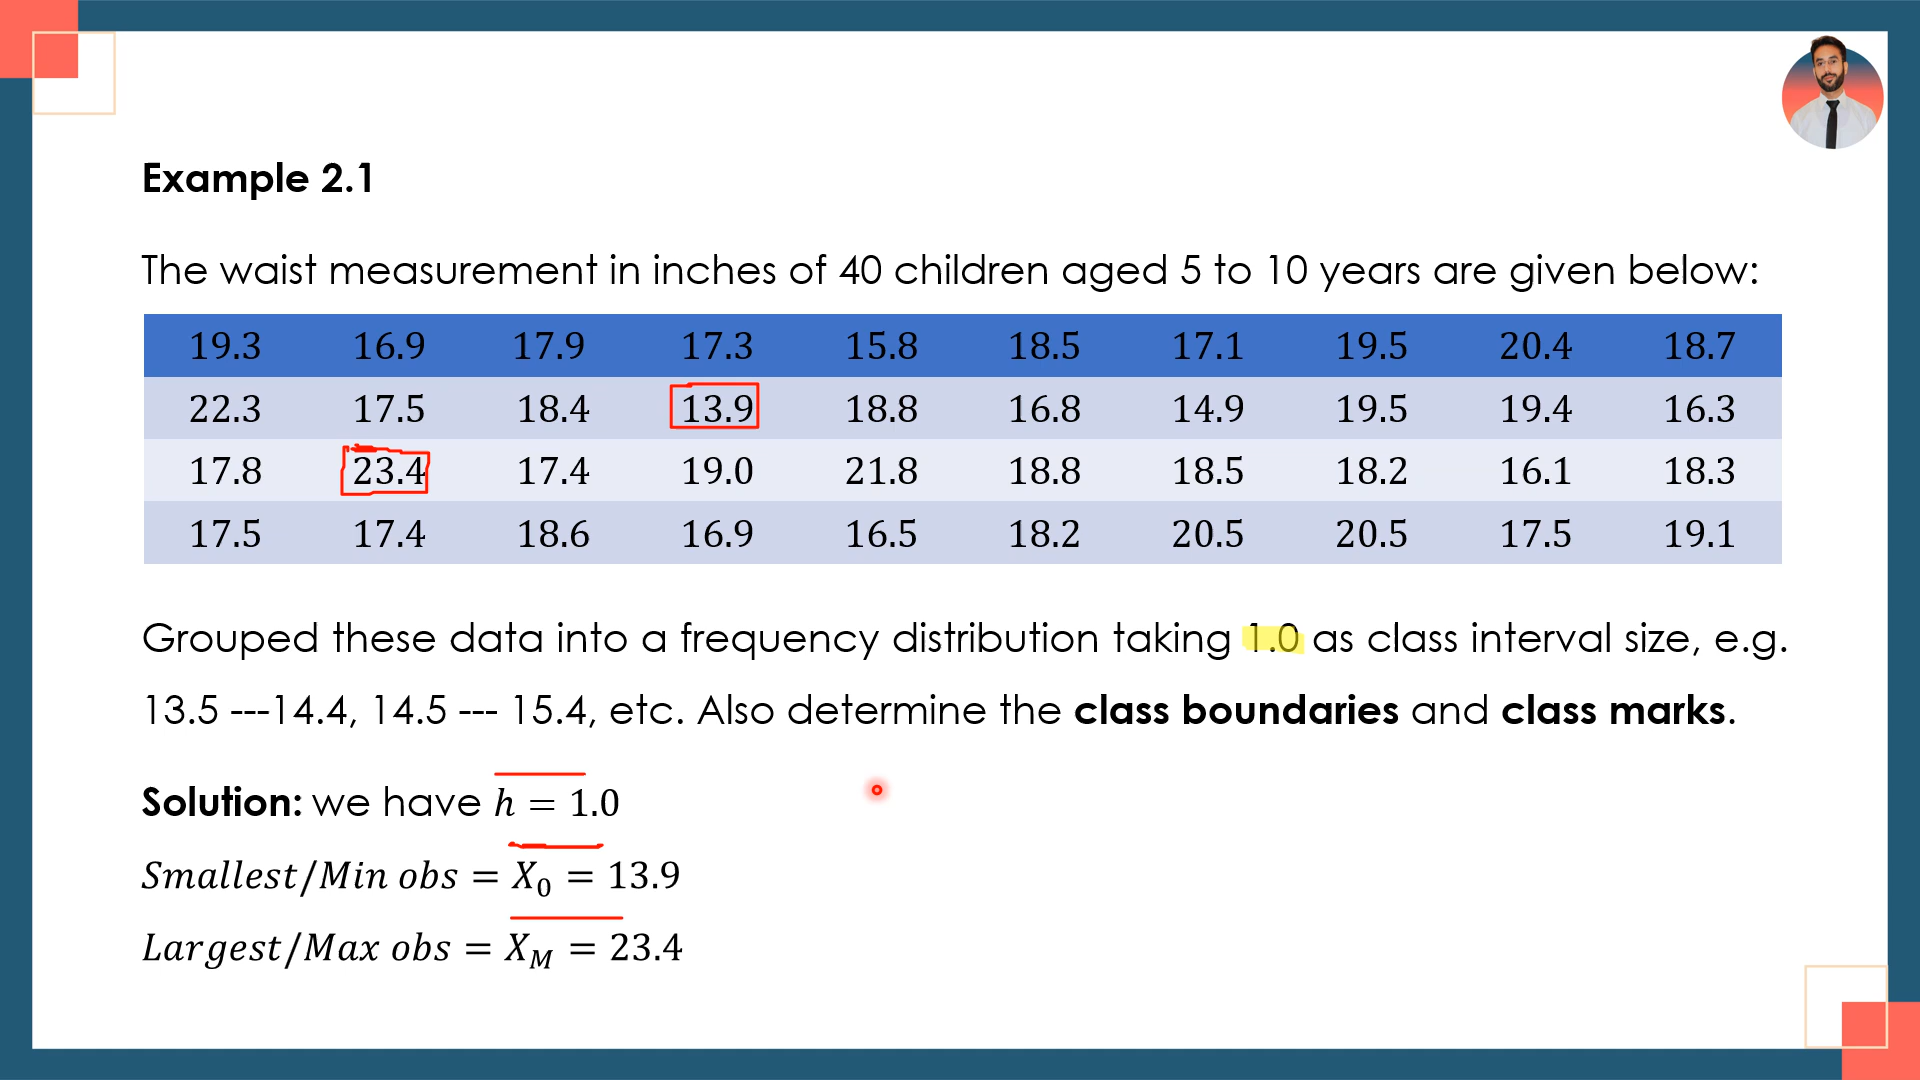 Example 2.1
The waist measurement in inches of 40 children aged 5 to 10 years are given below:
19.3 16.9 17.9 17.3 15.8 18.5 17.1 19.5 20.4 18.7
22.3 17.5 18.4 13.9 18.8 16.8 14.9 19.5 19.4 16.3
17.8 23.4 17.4 19.0 21.8 18.8 18.5 18.2 16.1 18.3
17.5 17.4 18.6 16.9 16.5 18.2 20.5 20.5 17.5 19.1
Grouped these data into a frequency distribution taking 1.0 as class interval size, e.g.
13.5 ---14.4, 14.5 --- 15.4, etc. Also determine the class boundaries and class marks.
Solution: we have h = 1.0
Smallest/Min obs = X₀ = 13.9
Largest/Max obs = X_M = 23.4